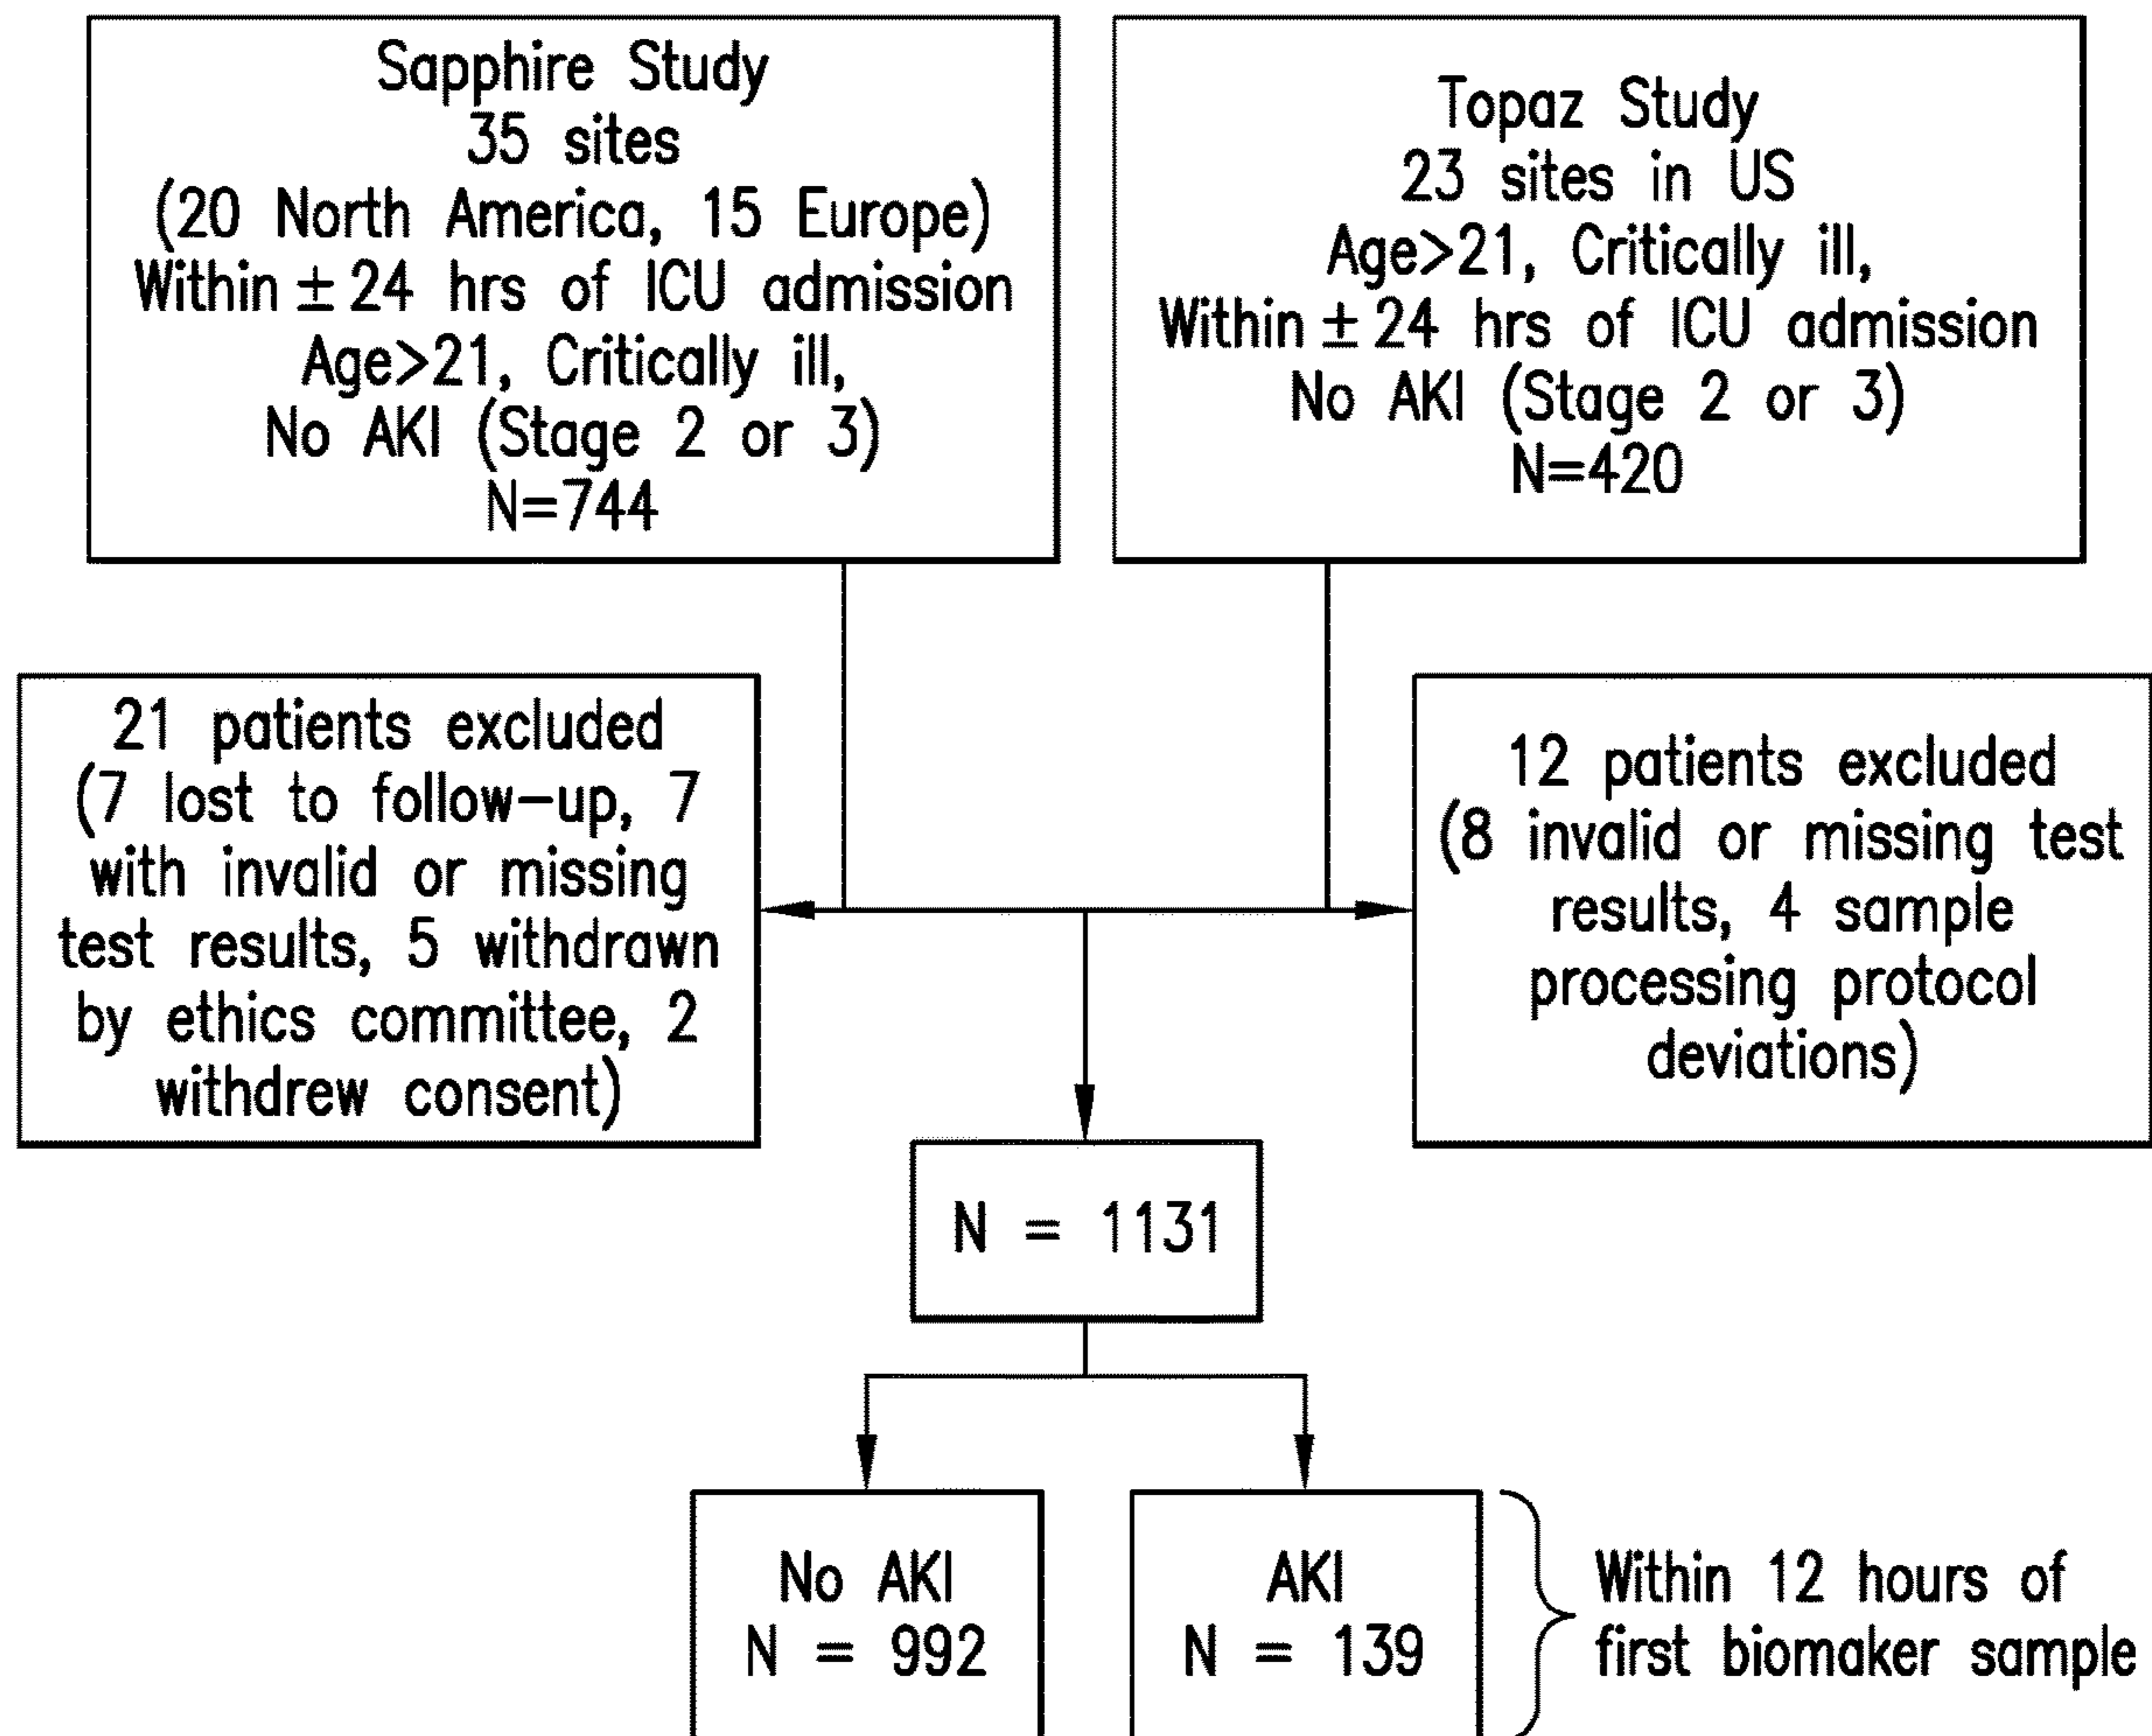 Sapphire Study
35 sites
(20 North America, 15 Europe)
Within ± 24 hrs of ICU admission
Age>21, Critically ill,
No AKI (Stage 2 or 3)
N=744
Topaz Study
23 sites in US
Age>21, Critically ill,
Within ± 24 hrs of ICU admission
No AKI (Stage 2 or 3)
N=420
21 patients excluded
(7 lost to follow-up, 7
with invalid or missing
test results, 5 withdrawn
by ethics committee, 2
withdrew consent)
12 patients excluded
(8 invalid or missing test
results, 4 sample
processing protocol
deviations)
N = 1131
No AKI
N = 992
AKI
N = 139
Within 12 hours of
first biomaker sample